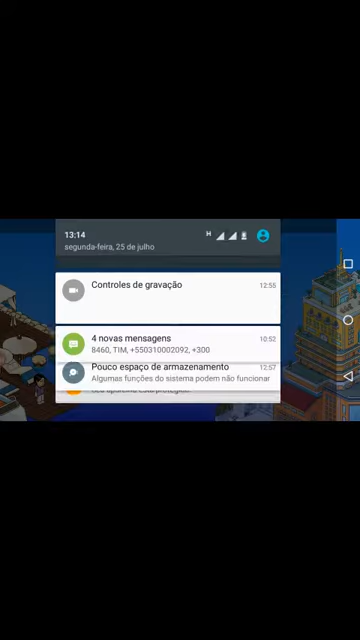 13:14
H
segunda-feira, 25 de julho
Controles de gravação 12:55
4 novas mensagens 10:52
8460, TIM, +550310002092, +300
Pouco espaço de armazenamento 12:57
Algumas funções do sistema podem não funcionar